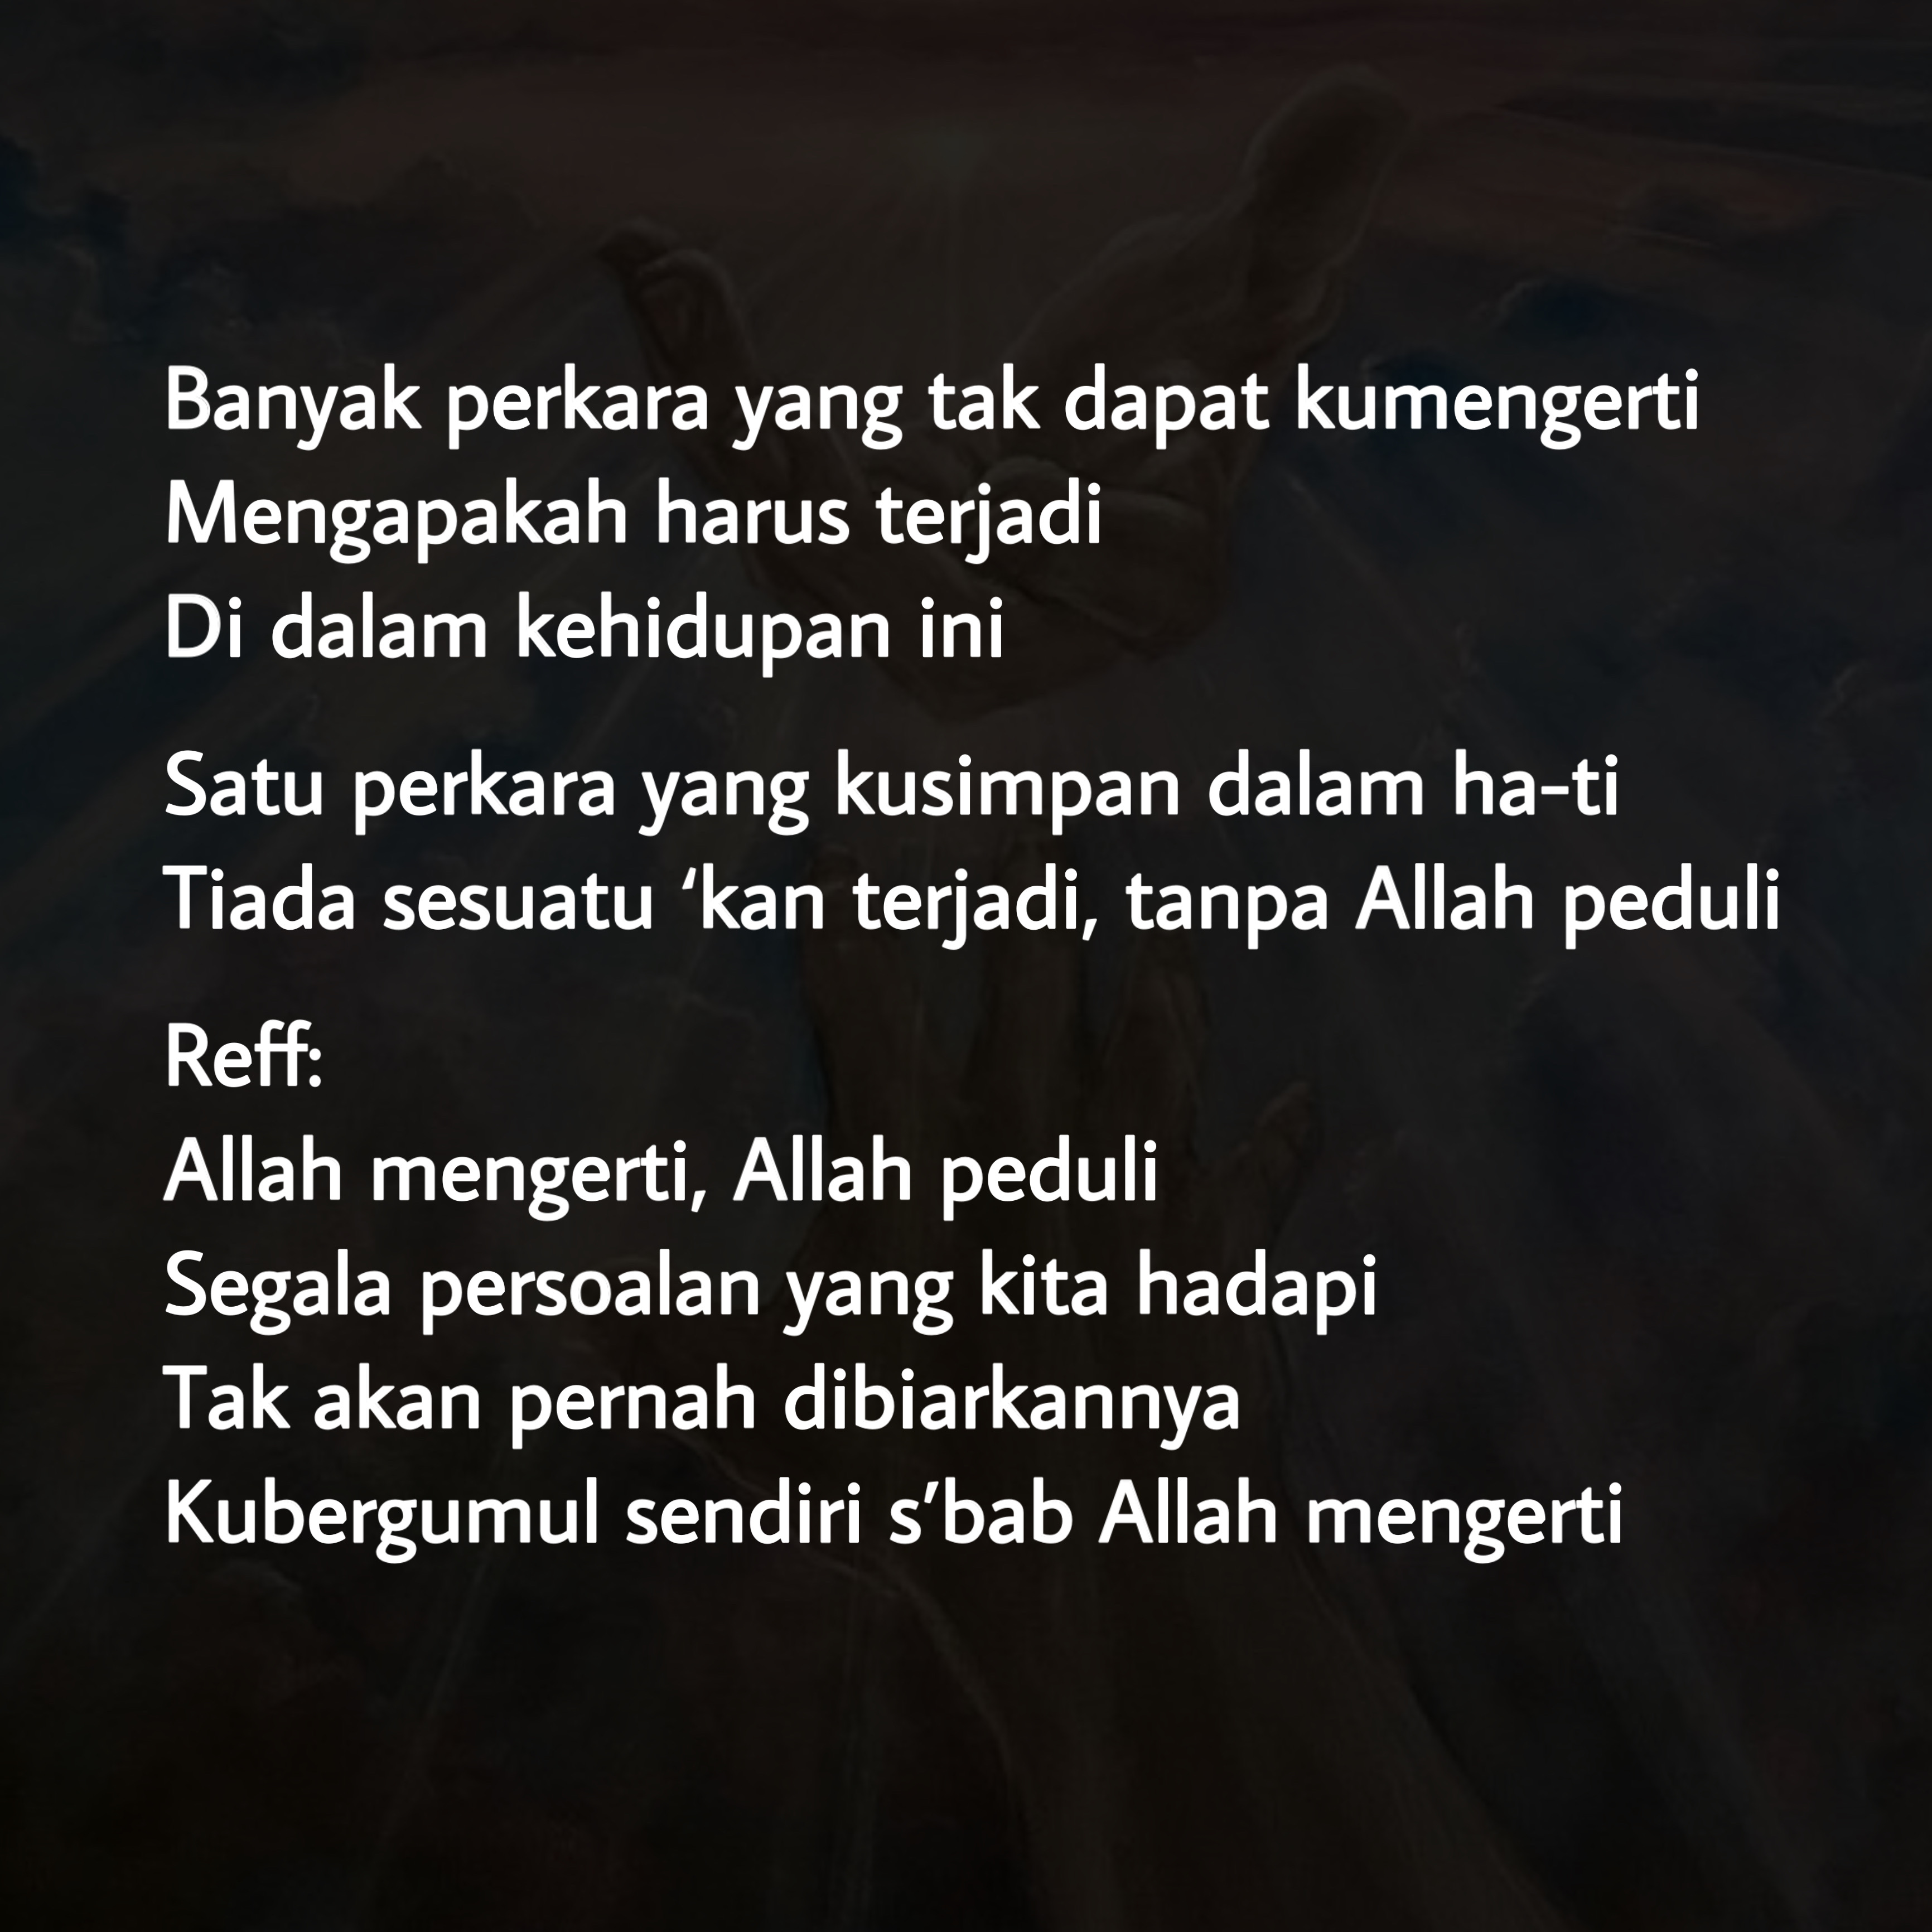 Banyak perkara yang tak dapat kumengerti
Mengapakah harus terjadi
Di dalam kehidupan ini
Satu perkara yang kusimpan dalam ha-ti
Tiada sesuatu ‘kan terjadi, tanpa Allah peduli
Reff:
Allah mengerti, Allah peduli
Segala persoalan yang kita hadapi
Tak akan pernah dibiarkannya
Kubergumul sendiri s’bab Allah mengerti